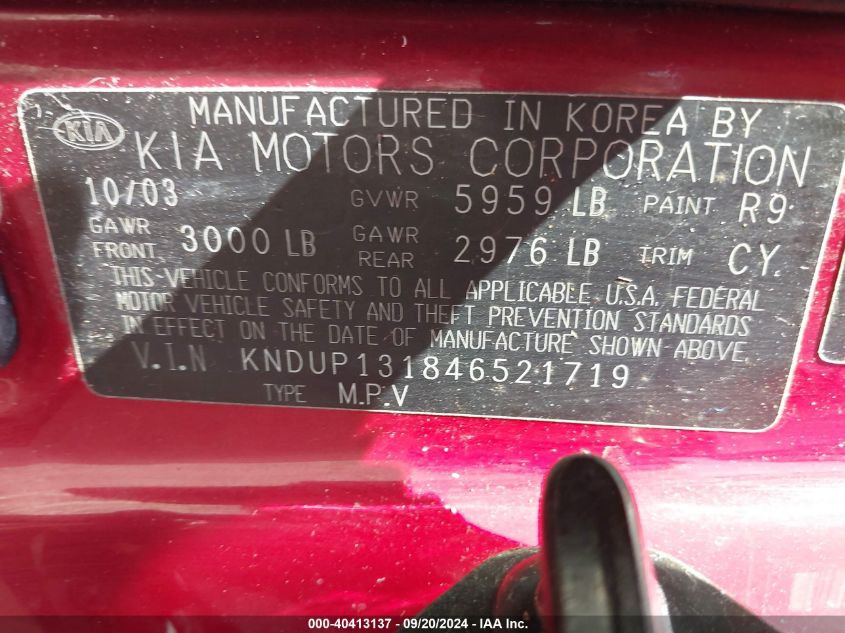 MANUFACTURED IN KOREA BY
KIA KIA MOTORS CORPORATION
10/03 GVWR 5959 LB PAINT R9
GAWR FRONT 3000 LB GAWR REAR 2976 LB TRIM CY
THIS VEHICLE CONFORMS TO ALL APPLICABLE U.S.A. FEDERAL
MOTOR VEHICLE SAFETY AND THEFT PREVENTION STANDARDS
IN EFFECT ON THE DATE OF MANUFACTURE SHOWN ABOVE.
V.I.N KNDUP131846521719
TYPE M.P.V
000-40413137 - 09/20/2024 - IAAI.com